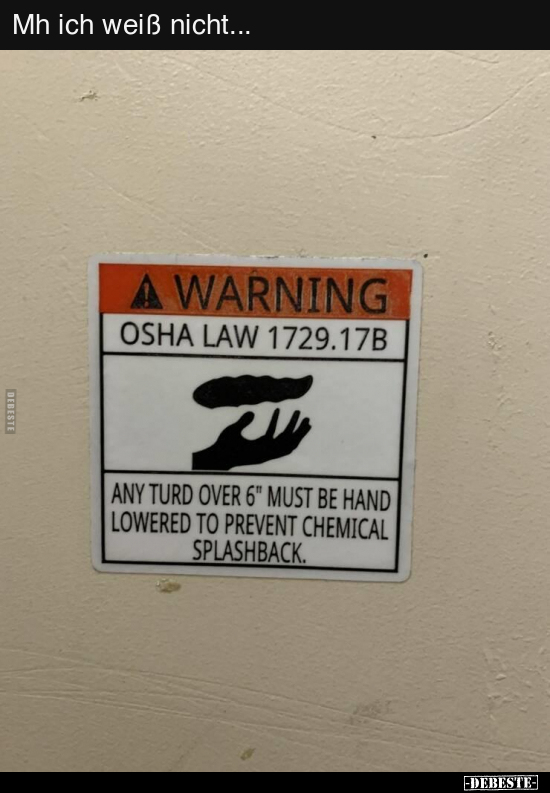 Mh ich weiß nicht...
WARNING
OSHA LAW 1729.17B
ANY TURD OVER 6" MUST BE HAND
LOWERED TO PREVENT CHEMICAL
SPLASHBACK.
DEBESTE
-DEBESTE-